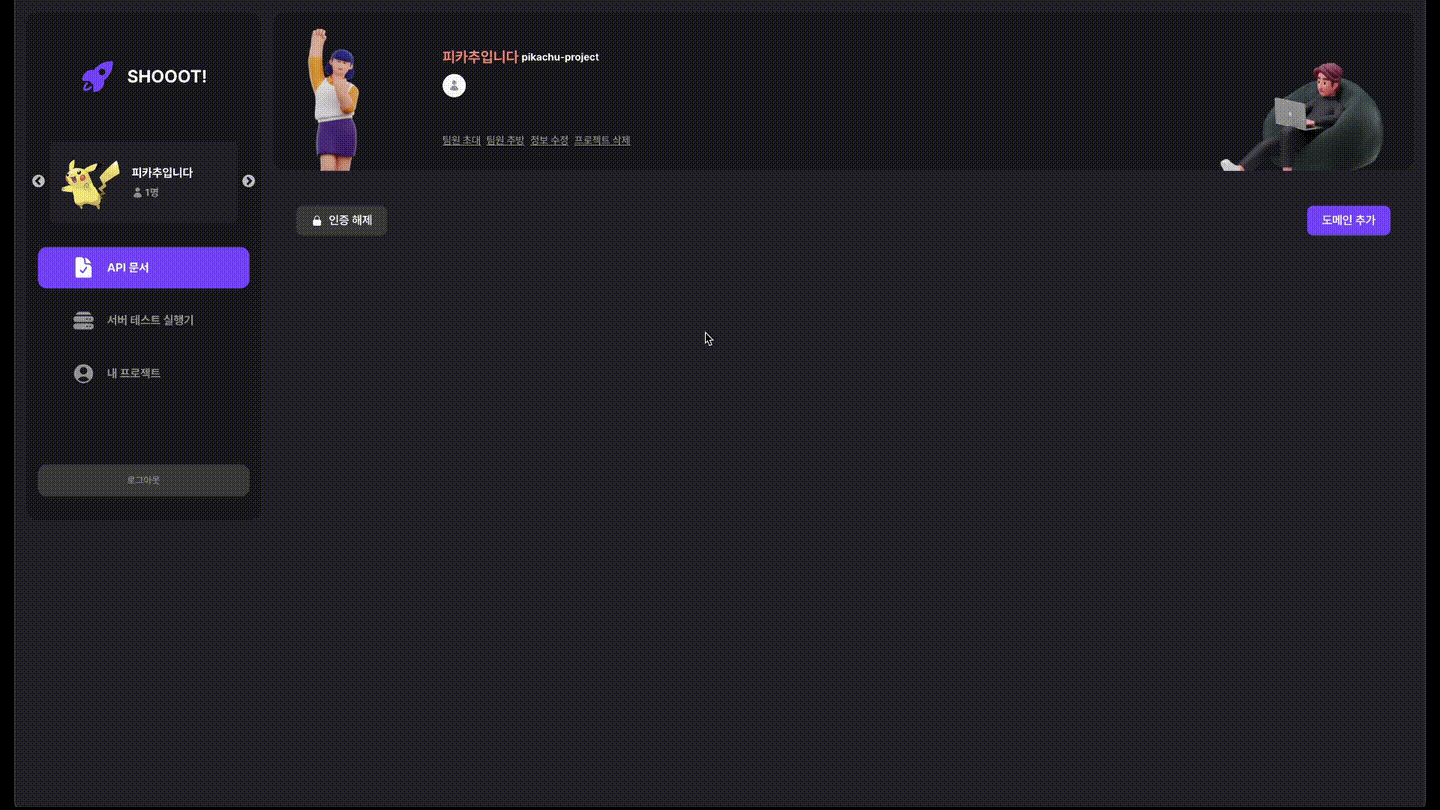 SHOOOT!
피카추입니다
1명
API 문서
서버 테스트 실행기
내 프로젝트
로그아웃
피카추입니다 pikachu-project
팀원 초대 팀원 추방 정보 수정 프로젝트 삭제
인증 해제
도메인 추가